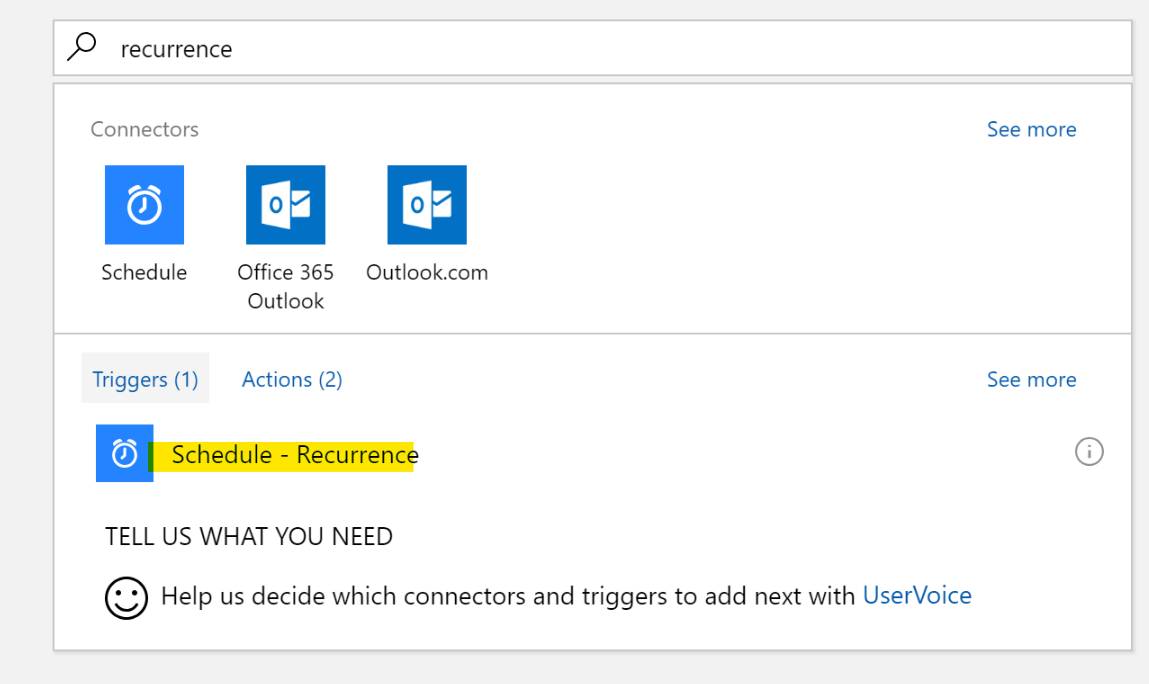 recurrence
Connectors
See more
Schedule
Office 365
Outlook
Outlook.com
Triggers (1)
Actions (2)
See more
Schedule - Recurrence
TELL US WHAT YOU NEED
Help us decide which connectors and triggers to add next with UserVoice